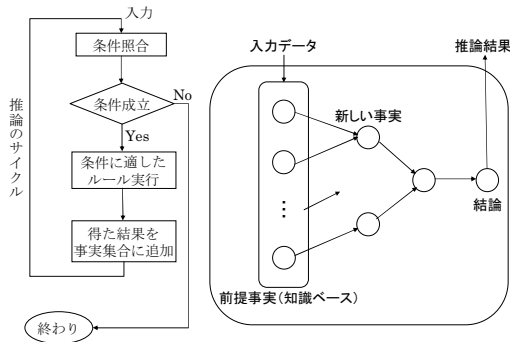 入力
条件照合
条件成立
No
Yes
条件に適した
ルール実行
得た結果を
事実集合に追加
推論のサイクル
終わり
入力データ
推論結果
新しい事実
…
結論
前提事実(知識ベース)